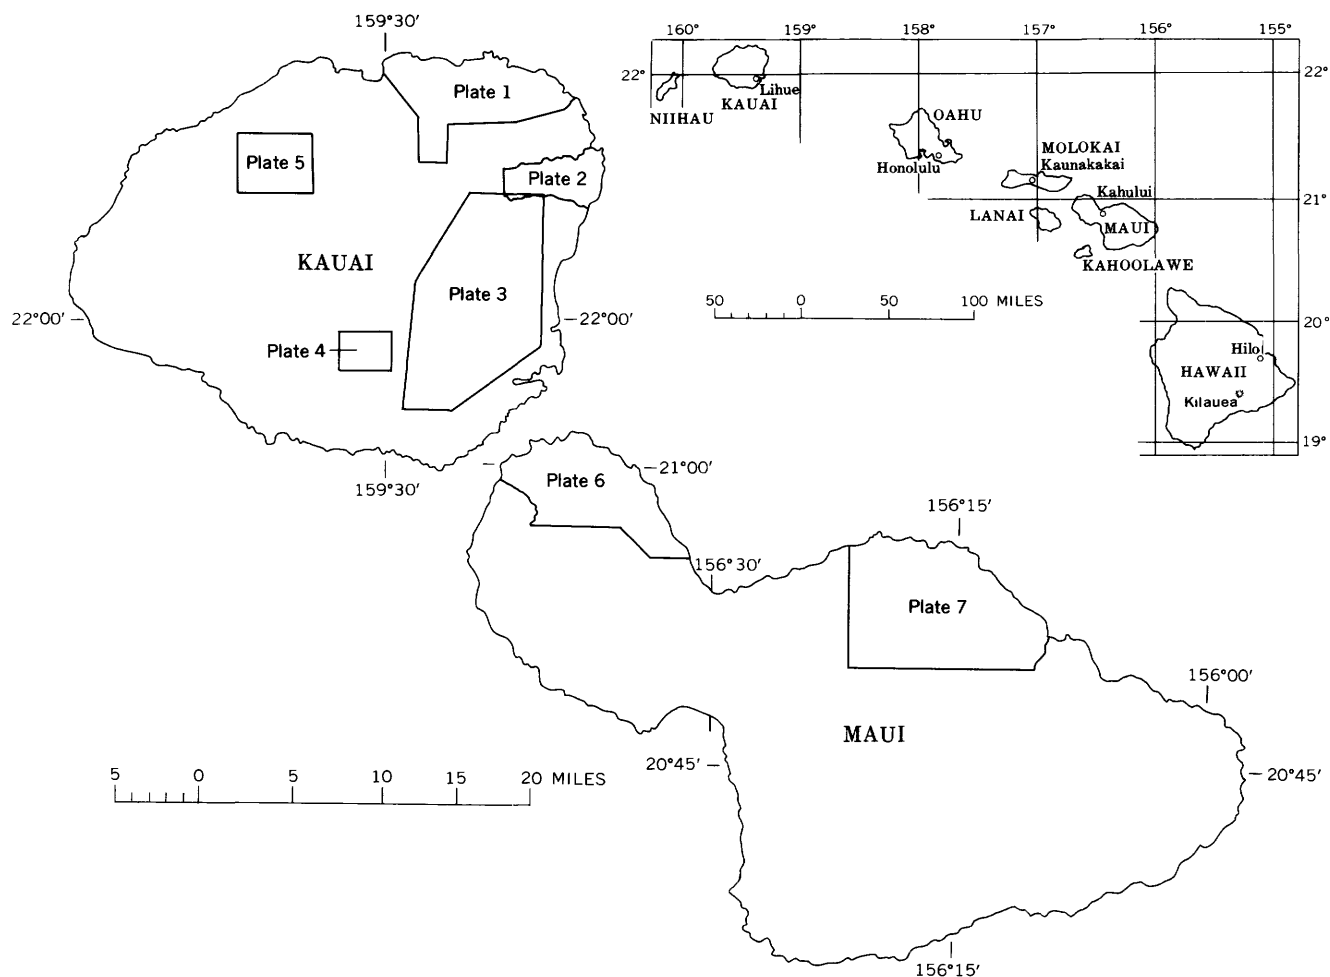 159°30′
Plate 1
Plate 5
Plate 2
KAUAI
Plate 3
22°00′
22°00′
Plate 4
159°30′
160°
159°
158°
157°
156°
155°
22°
22°
Lihue
KAUAI
NIIHAU
OAHU
Honolulu
MOLOKAI
Kaunakakai
Kahului
21°
LANAI
MAUI
KAHOOLAWE
50 0 50 100 MILES
20°
Hilo
HAWAII
Kilauea
19°
21°00′
Plate 6
156°15′
156°30′
Plate 7
156°00′
MAUI
20°45′
20°45′
5 0 5 10 15 20 MILES
156°15′